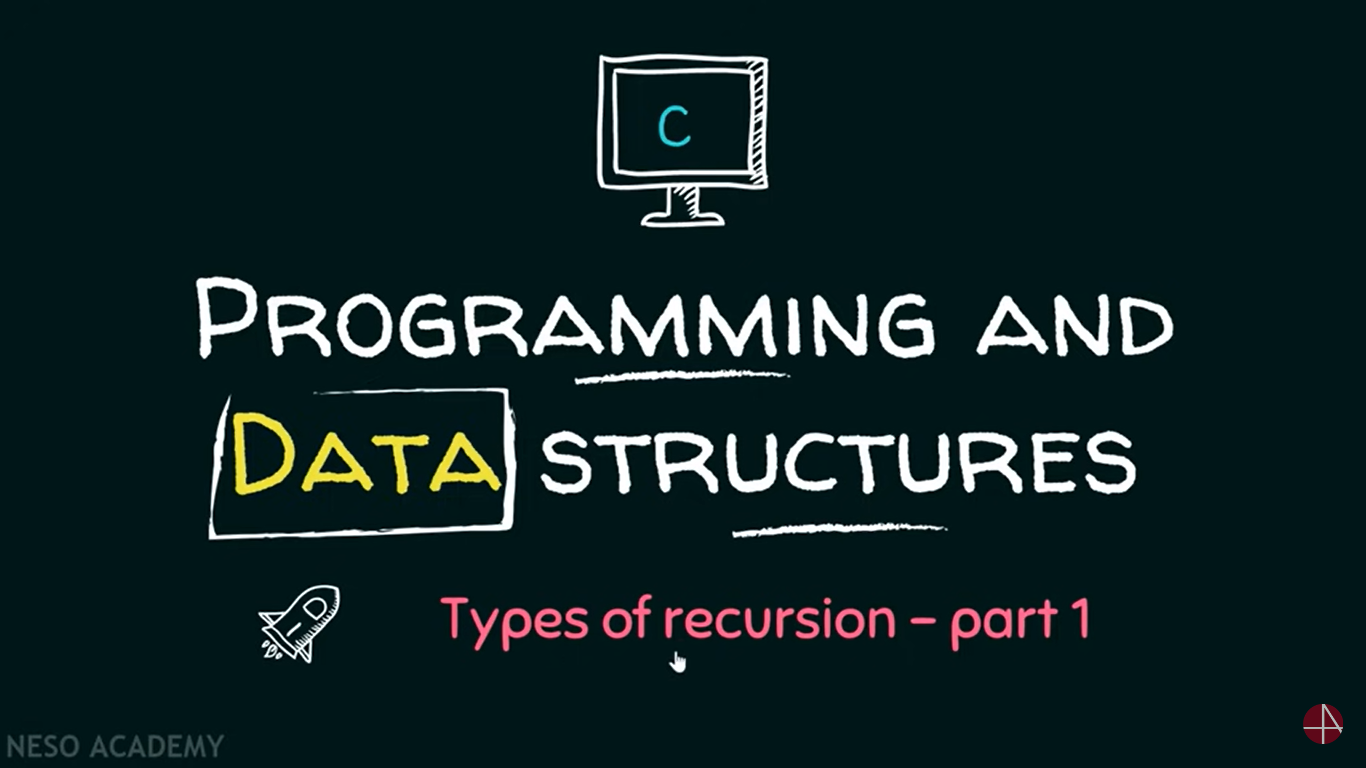 C
PROGRAMMING AND
DATA STRUCTURES
Types of recursion – part 1
NESO ACADEMY